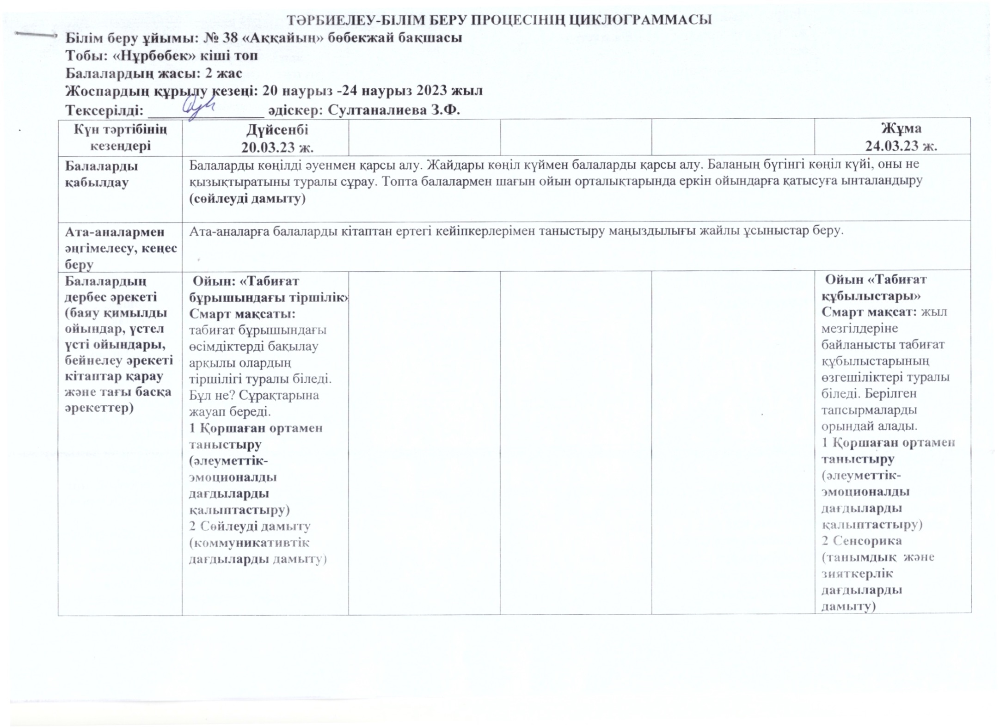 ТӘРБИЕЛЕУ-БІЛІМ БЕРУ ПРОЦЕСІНІҢ ЦИКЛОГРАММАСЫ
Білім беру ұйымы: № 38 «Аққайың» бөбекжай бақшасы
Тобы: «Нұрбөбек» кіші топ
Балалардың жасы: 2 жас
Жоспардың құрылу кезеңі: 20 наурыз -24 наурыз 2023 жыл
Тексерілді: _______________ әдіскер: Султаналиева З.Ф.
Күн тәртібінің
кезеңдері
Дүйсенбі
20.03.23 ж.
Жұма
24.03.23 ж.
Балаларды
қабылдау
Балаларды көңілді әуенмен қарсы алу. Жайдары көңіл күймен балаларды қарсы алу. Баланың бүгінгі көңіл күйі, оны не
қызықтыратыны туралы сұрау. Топта балалармен шағын ойын орталықтарында еркін ойындарға қатысуға ынталандыру
(сөйлеуді дамыту)
Ата-аналармен
әңгімелесу, кеңес
беру
Ата-аналарға балаларды кітаптан ертегі кейіпкерлерімен таныстыру маңыздылығы жайлы ұсыныстар беру.
Балалардың
дербес әрекеті
(баяу қимылды
ойындар, үстел
үсті ойындары,
бейнелеу әрекеті
кітаптар қарау
және тағы басқа
әрекеттер)
Ойын: «Табиғат
бұрышындағы тіршілік»
Смарт мақсаты:
табиғат бұрышындағы
өсімдіктерді бақылау
арқылы олардың
тіршілігі туралы біледі.
Бұл не? Сұрақтарына
жауап береді.
1 Қоршаған ортамен
таныстыру
(әлеуметтік-
эмоционалды
дағдыларды
қалыптастыру)
2 Сөйлеуді дамыту
(коммуникативтік
дағдыларды дамыту)
Ойын «Табиғат
құбылыстары»
Смарт мақсат: жыл
мезгілдеріне
байланысты табиғат
құбылыстарының
өзгешіліктері туралы
біледі. Берілген
тапсырмаларды
орындай алады.
1 Қоршаған ортамен
таныстыру
(әлеуметтік-
эмоционалды
дағдыларды
қалыптастыру)
2 Сенсорика
(танымдық және
зияткерлік
дағдыларды
дамыту)